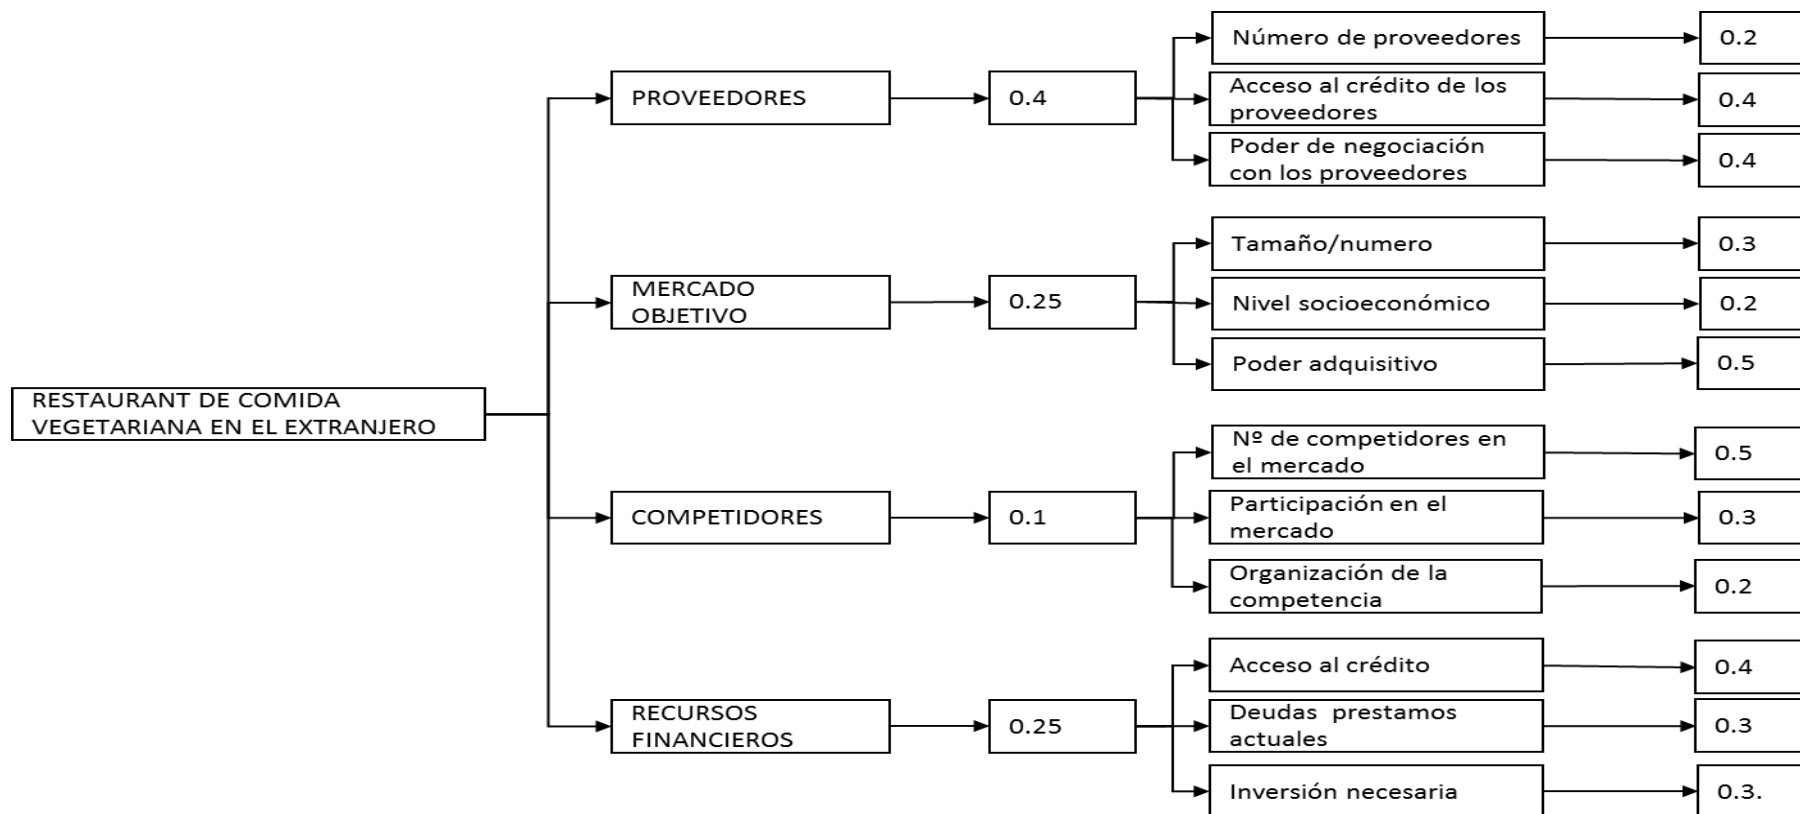 RESTAURANT DE COMIDA
VEGETARIANA EN EL EXTRANJERO
PROVEEDORES
0.4
Número de proveedores
0.2
Acceso al crédito de los
proveedores
0.4
Poder de negociación
con los proveedores
0.4
MERCADO
OBJETIVO
0.25
Tamaño/numero
0.3
Nivel socioeconómico
0.2
Poder adquisitivo
0.5
COMPETIDORES
0.1
Nº de competidores en
el mercado
0.5
Participación en el
mercado
0.3
Organización de la
competencia
0.2
RECURSOS
FINANCIEROS
0.25
Acceso al crédito
0.4
Deudas prestamos
actuales
0.3
Inversión necesaria
0.3.